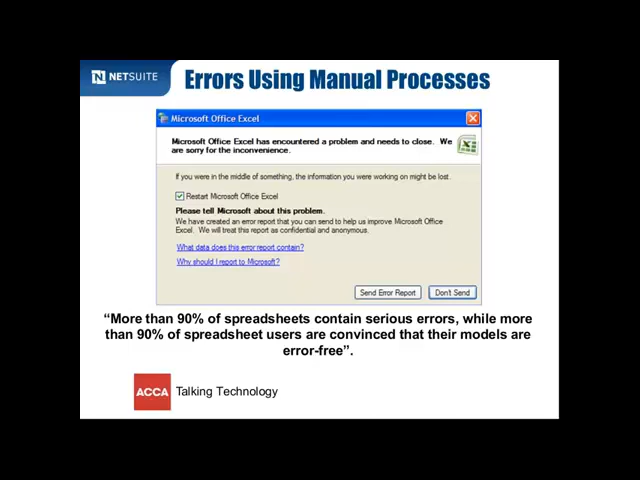 N NETSUITE
Errors Using Manual Processes
Microsoft Office Excel
Microsoft Office Excel has encountered a problem and needs to close. We
are sorry for the inconvenience.
If you were in the middle of something, the information you were working on might be lost.
Restart Microsoft Office Excel
Please tell Microsoft about this problem.
We have created an error report that you can send to help us improve Microsoft Office
Excel. We will treat this report as confidential and anonymous.
What data does this error report contain?
Why should I report to Microsoft?
Send Error Report
Don't Send
“More than 90% of spreadsheets contain serious errors, while more
than 90% of spreadsheet users are convinced that their models are
error-free”.
ACCA
Talking Technology